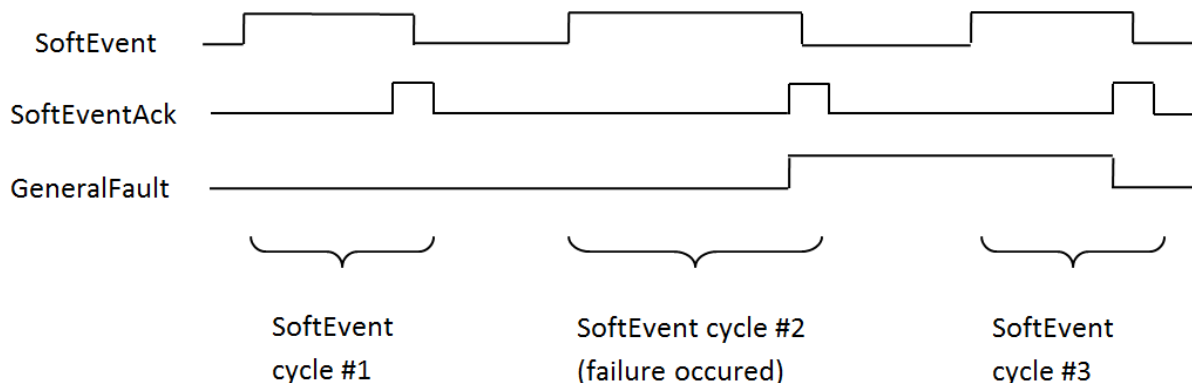 SoftEvent
SoftEventAck
GeneralFault
SoftEvent
cycle #1
SoftEvent cycle #2
(failure occured)
SoftEvent
cycle #3